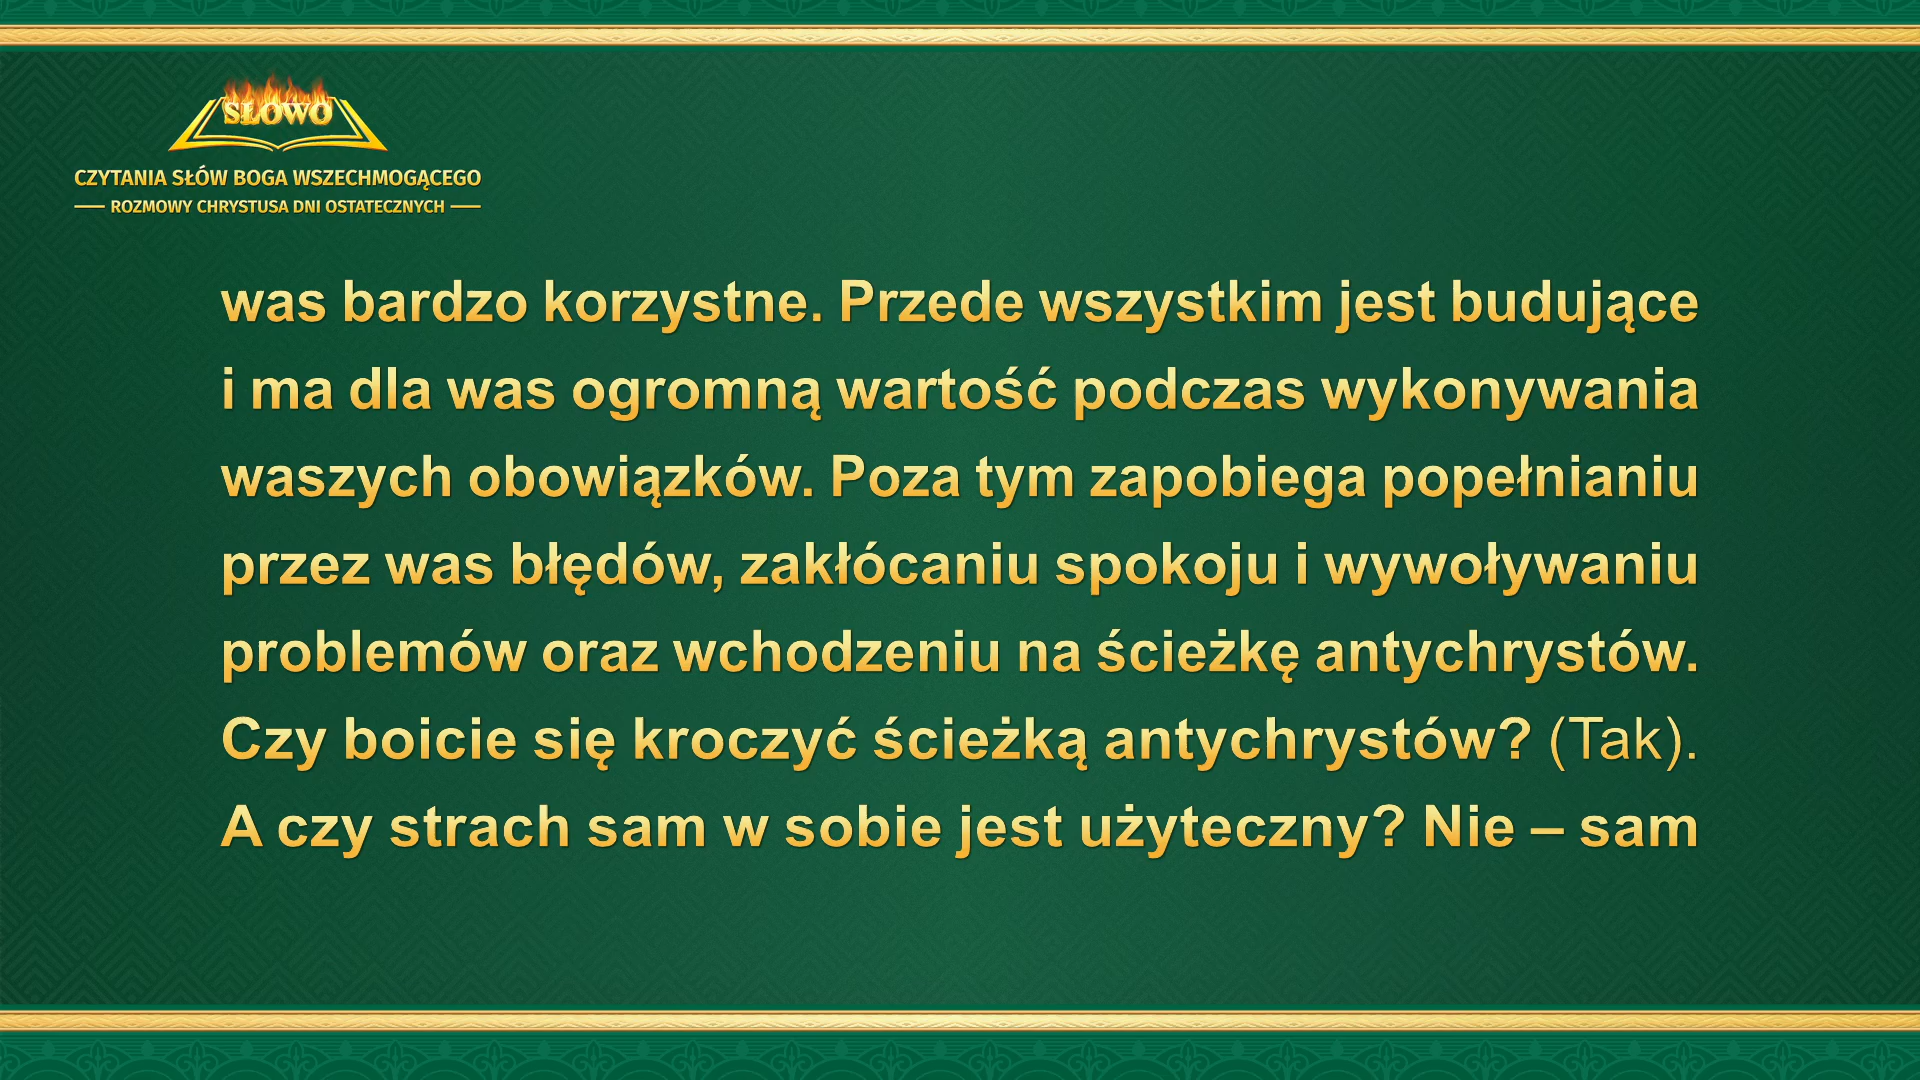 SŁOWO
CZYTANIA SŁÓW BOGA WSZECHMOGĄCEGO
ROZMOWY CHRYSTUSA DNI OSTATECZNYCH
was bardzo korzystne. Przede wszystkim jest budujące
i ma dla was ogromną wartość podczas wykonywania
waszych obowiązków. Poza tym zapobiega popełnianiu
przez was błędów, zakłócaniu spokoju i wywoływaniu
problemów oraz wchodzeniu na ścieżkę antychrystów.
Czy boicie się kroczyć ścieżką antychrystów? (Tak).
A czy strach sam w sobie jest użyteczny? Nie – sam